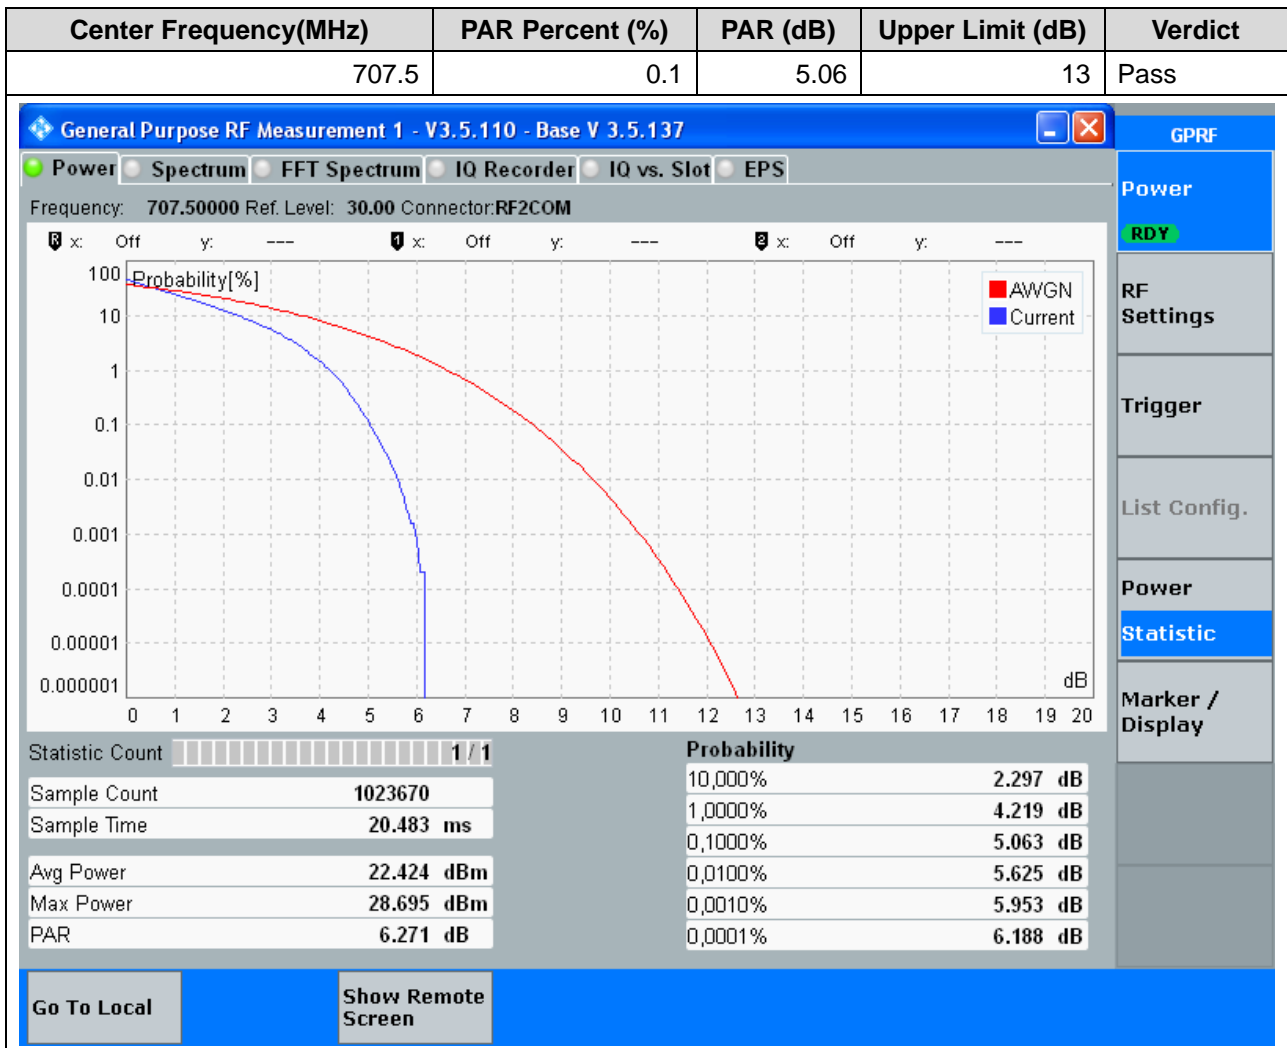 Center Frequency(MHz) PAR Percent (%) PAR (dB) Upper Limit (dB) Verdict
707.5 0.1 5.06 13 Pass
General Purpose RF Measurement 1 - V3.5.110 - Base V 3.5.137
GPRF
Power Spectrum FFT Spectrum IQ Recorder IQ vs. Slot EPS
Power
RDY
Frequency: 707.50000 Ref. Level: 30.00 Connector:RF2COM
R x: Off y: --- 1 x: Off y: --- 2 x: Off y: ---
Probability[%]
AWGN
Current
100
10
1
0.1
0.01
0.001
0.0001
0.00001
0.000001
dB
0 1 2 3 4 5 6 7 8 9 10 11 12 13 14 15 16 17 18 19 20
RF
Settings
Trigger
List Config.
Power
Statistic
Marker /
Display
Statistic Count 1 / 1
Sample Count 1023670
Sample Time 20.483 ms
Avg Power 22.424 dBm
Max Power 28.695 dBm
PAR 6.271 dB
Probability
10,000% 2.297 dB
1,0000% 4.219 dB
0,1000% 5.063 dB
0,0100% 5.625 dB
0,0010% 5.953 dB
0,0001% 6.188 dB
Go To Local
Show Remote
Screen